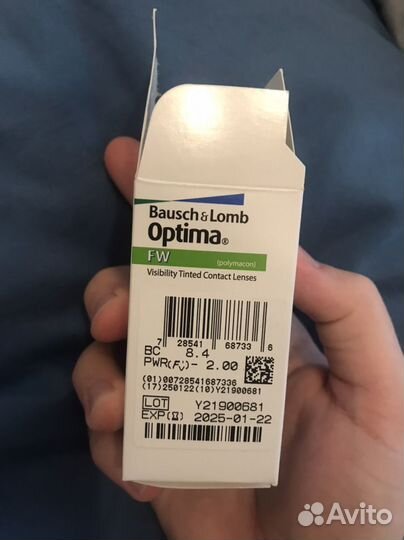 Bausch & Lomb
Optima®
FW (polymacon)
Visibility Tinted Contact Lenses
7 28541 68733 6
BC 8.4
PWR(F'v)- 2.00
(01)00728541687336
(17)250122(10)Y21900681
LOT Y21900681
EXP(⌛) 2025-01-22
Avito